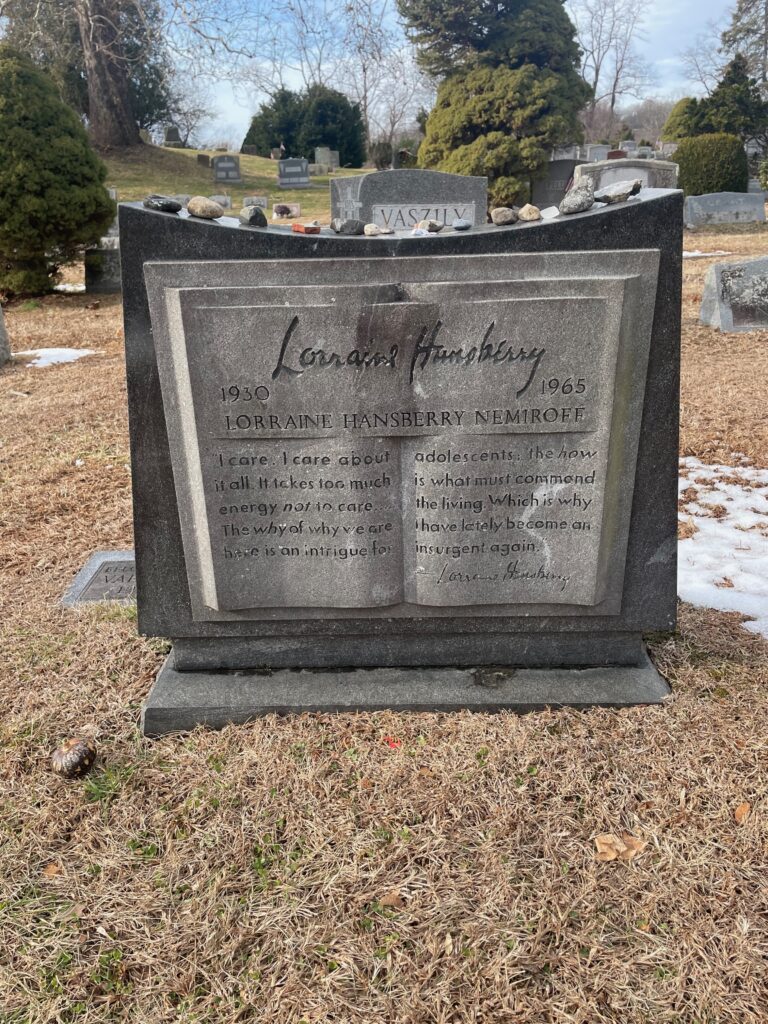 VASZILY
Lorraine Hansberry
1930
1965
LORRAINE HANSBERRY NEMIROFF
"I care. I care about
it all. It takes too much
energy not to care...
The why of why we are
here is an intrigue for
adolescents; the how
is what must command
the living. Which is why
I have lately become an
insurgent again.
—Lorraine Hansberry